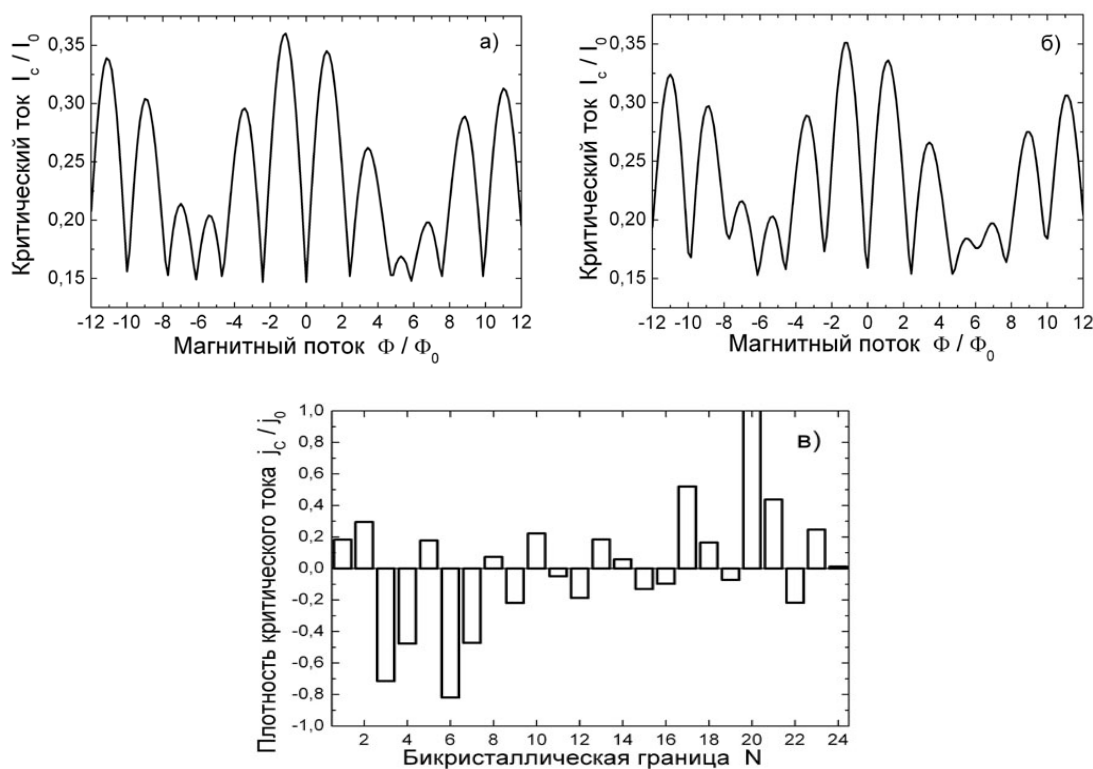 а)
Критический ток I_c / I_0
0,35
0,30
0,25
0,20
0,15
-12 -10 -8 -6 -4 -2 0 2 4 6 8 10 12
Магнитный поток Φ / Φ_0
б)
Критический ток I_c / I_0
0,35
0,30
0,25
0,20
0,15
-12 -10 -8 -6 -4 -2 0 2 4 6 8 10 12
Магнитный поток Φ / Φ_0
в)
Плотность критического тока j_C / j_0
1,0
0,8
0,6
0,4
0,2
0,0
-0,2
-0,4
-0,6
-0,8
-1,0
2 4 6 8 10 12 14 16 18 20 22 24
Бикристаллическая граница N